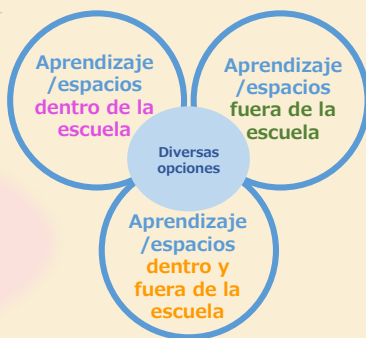 Aprendizaje
/espacios
dentro de la
escuela
Aprendizaje
/espacios
fuera de la
escuela
Diversas
opciones
Aprendizaje
/espacios
dentro y
fuera de la
escuela